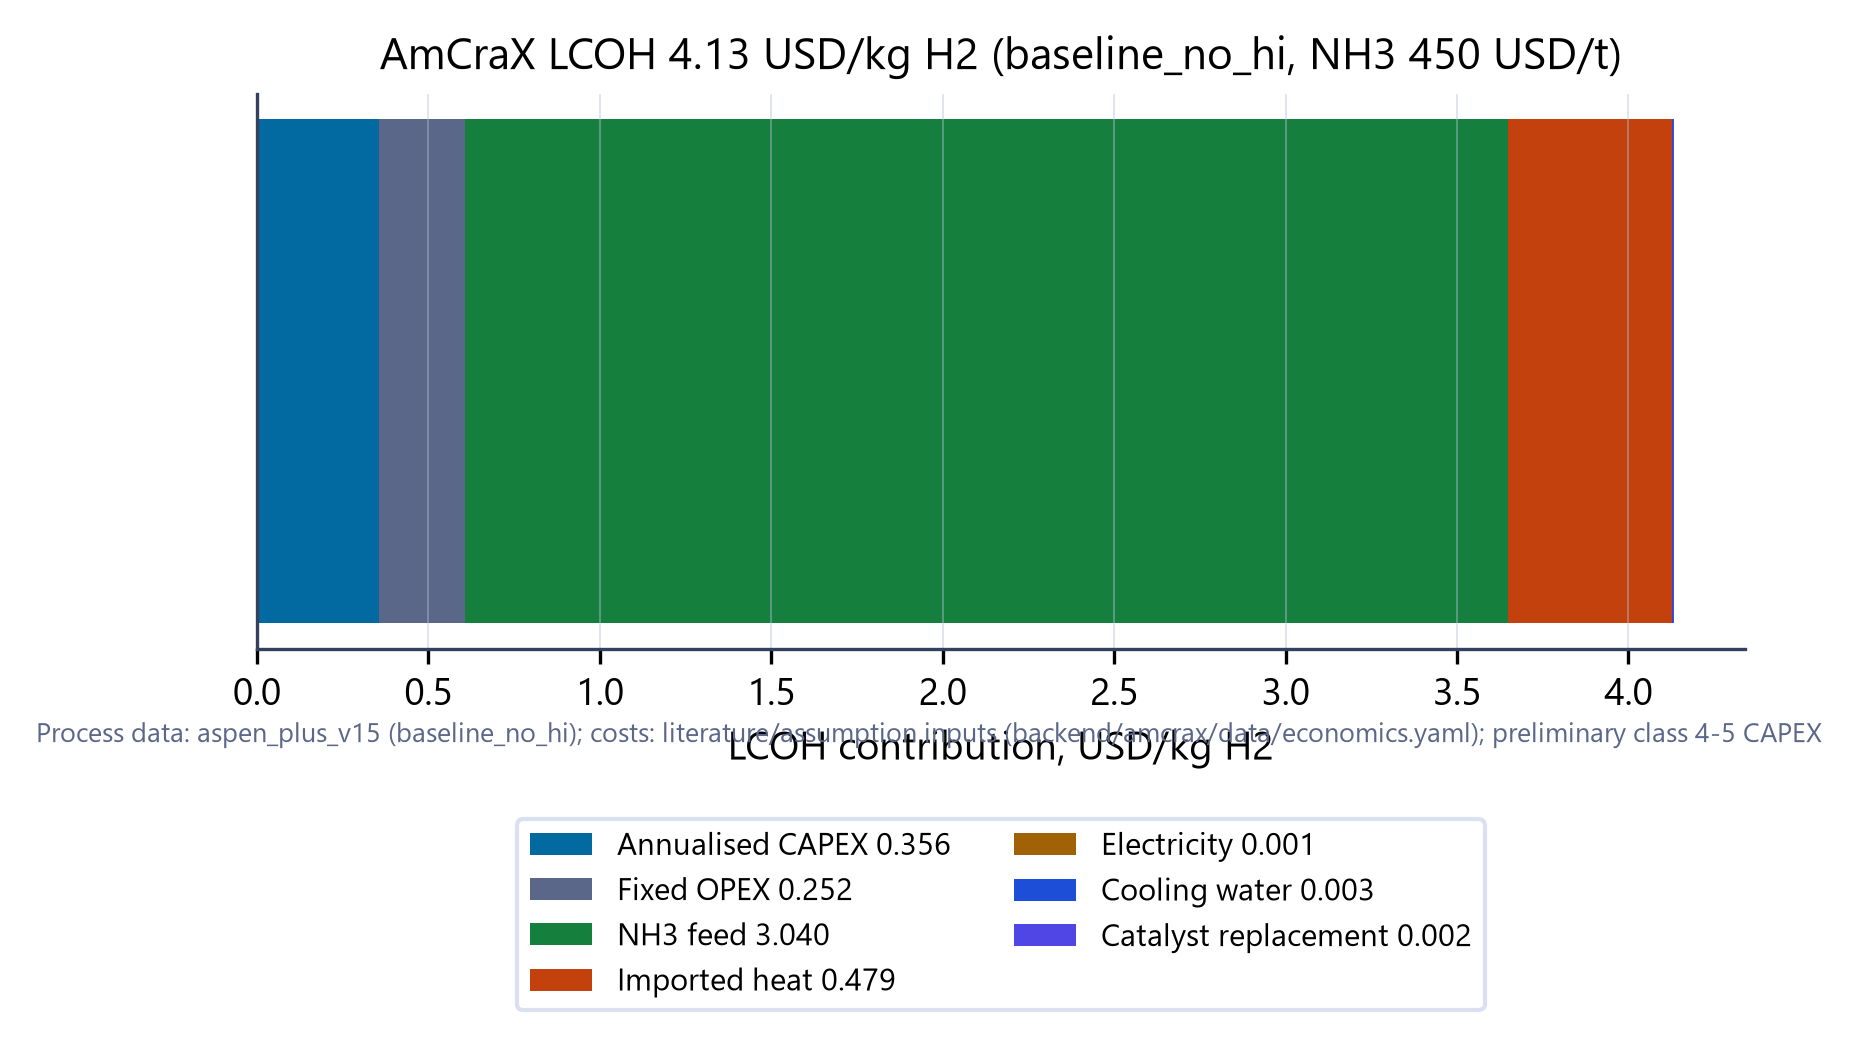 AmCraX LCOH 4.13 USD/kg H2 (baseline_no_hi, NH3 450 USD/t)
0.0 0.5 1.0 1.5 2.0 2.5 3.0 3.5 4.0
Process data: aspen_plus_v15 (baseline_no_hi); costs: literature/assumption inputs (backend/amcrax/data/economics.yaml); preliminary class 4-5 CAPEX
LCOH contribution, USD/kg H2
Annualised CAPEX 0.356
Fixed OPEX 0.252
NH3 feed 3.040
Imported heat 0.479
Electricity 0.001
Cooling water 0.003
Catalyst replacement 0.002